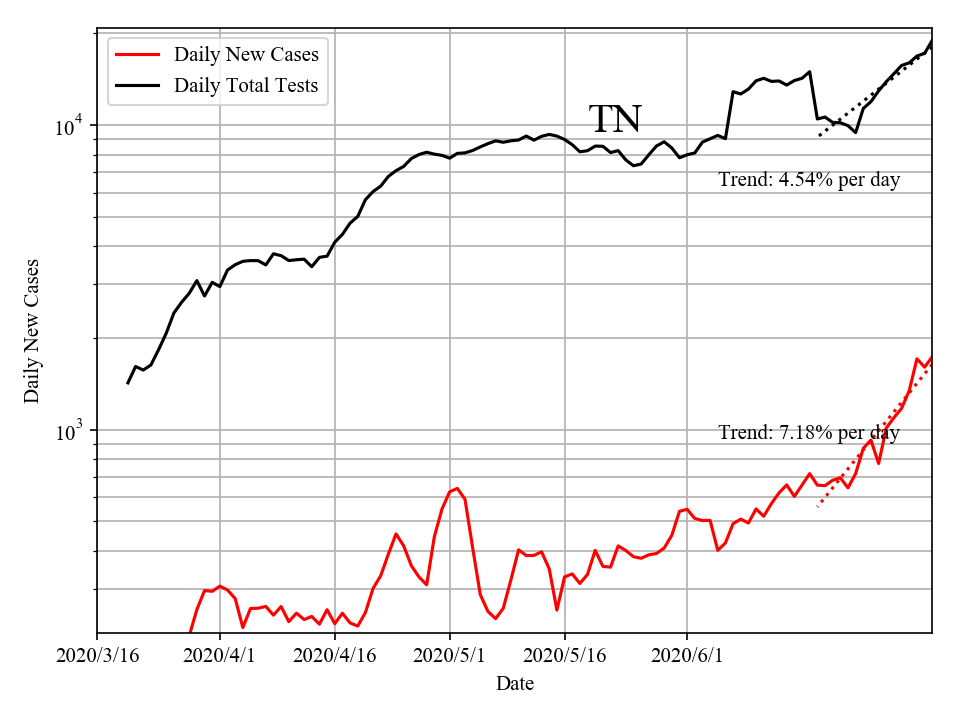 Daily New Cases
Daily Total Tests
TN
10^4
Trend: 4.54% per day
Daily New Cases
10^3
Trend: 7.18% per day
2020/3/16 2020/4/1 2020/4/16 2020/5/1 2020/5/16 2020/6/1
Date